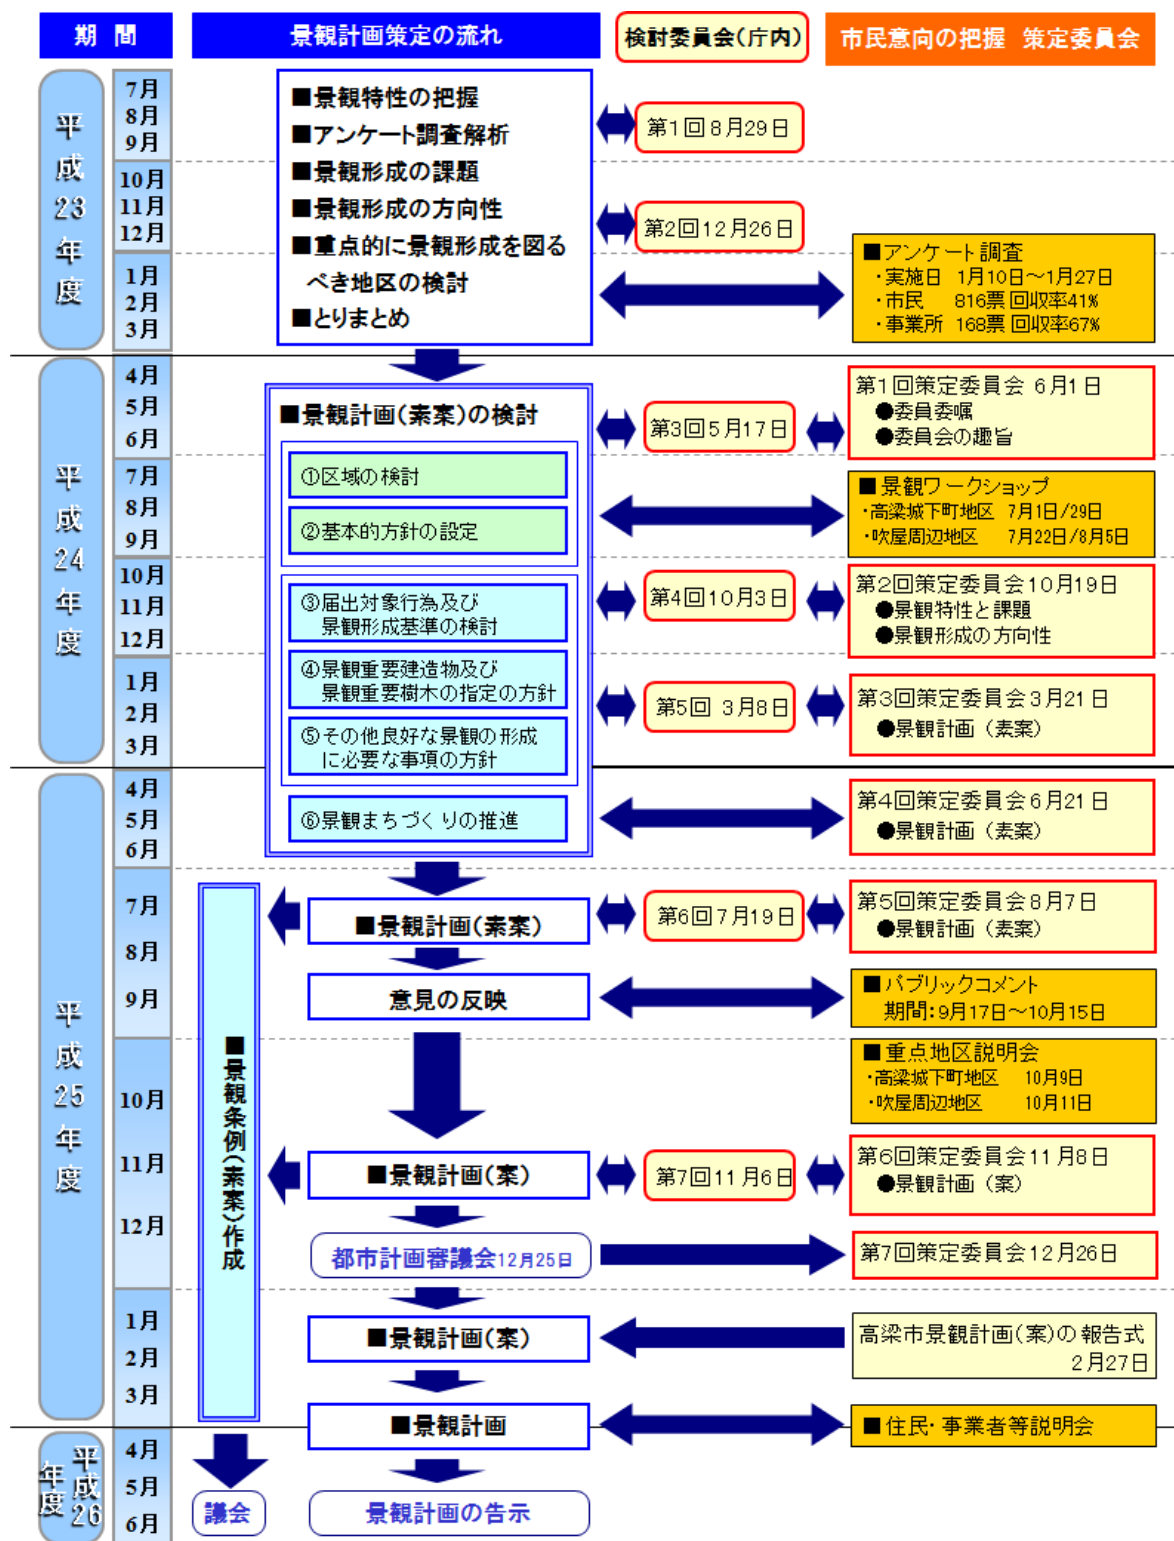 期 間
景観計画策定の流れ
検討委員会(庁内)
市民意向の把握 策定委員会
平成23年度
7月
8月
9月
10月
11月
12月
1月
2月
3月
■景観特性の把握
■アンケート調査解析
■景観形成の課題
■景観形成の方向性
■重点的に景観形成を図る
べき地区の検討
■とりまとめ
第1回8月29日
第2回12月26日
■アンケート調査
・実施日 1月10日～1月27日
・市民 816票回収率41%
・事業所 168票回収率67%
平成24年度
4月
5月
6月
7月
8月
9月
10月
11月
12月
1月
2月
3月
■景観計画(素案)の検討
①区域の検討
②基本的方針の設定
③届出対象行為及び
景観形成基準の検討
④景観重要建造物及び
景観重要樹木の指定の方針
⑤その他良好な景観の形成
に必要な事項の方針
⑥景観まちづくりの推進
第3回5月17日
第4回10月3日
第5回 3月8日
第1回策定委員会 6月1日
●委員委嘱
●委員会の趣旨
■景観ワークショップ
・高梁城下町地区 7月1日/29日
・吹屋周辺地区 7月22日/8月5日
第2回策定委員会10月19日
●景観特性と課題
●景観形成の方向性
第3回策定委員会3月21日
●景観計画（素案）
平成25年度
4月
5月
6月
7月
8月
9月
10月
11月
12月
1月
2月
3月
第4回策定委員会6月21日
●景観計画（素案）
■景観条例(素案)作成
■景観計画(素案)
第6回7月19日
第5回策定委員会8月7日
●景観計画（素案）
意見の反映
■パブリックコメント
期間:9月17日～10月15日
■重点地区説明会
・高梁城下町地区 10月9日
・吹屋周辺地区 10月11日
■景観計画(案)
第7回11月6日
第6回策定委員会11月8日
●景観計画（案）
都市計画審議会12月25日
第7回策定委員会12月26日
■景観計画(案)
高梁市景観計画(案)の報告式
2月27日
■景観計画
■住民・事業者等説明会
平成26年度
4月
5月
6月
議会
景観計画の告示